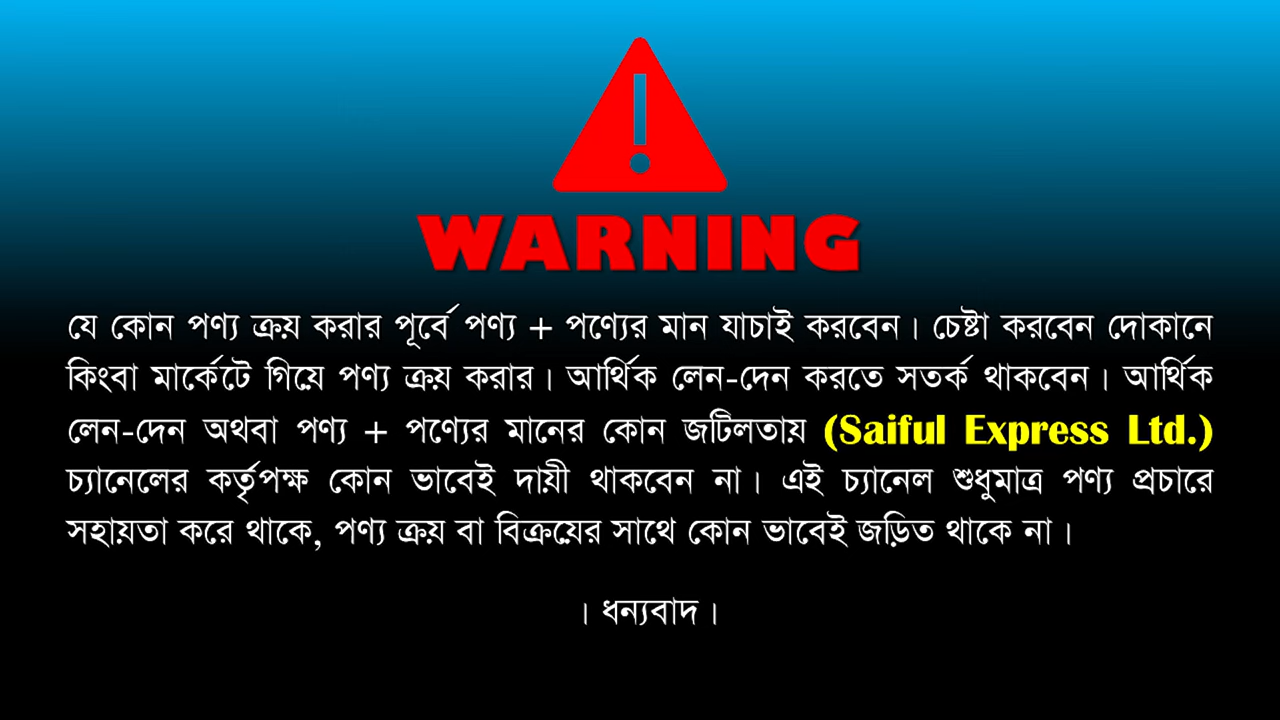 WARNING
যে কোন পণ্য ক্রয় করার পূর্বে পণ্য + পণ্যের মান যাচাই করবেন। চেষ্টা করবেন দোকানে
কিংবা মার্কেটে গিয়ে পণ্য ক্রয় করার। আর্থিক লেন-দেন করতে সতর্ক থাকবেন। আর্থিক
লেন-দেন অথবা পণ্য + পণ্যের মানের কোন জটিলতায় (Saiful Express Ltd.)
চ্যানেলের কর্তৃপক্ষ কোন ভাবেই দায়ী থাকবেন না। এই চ্যানেল শুধুমাত্র পণ্য প্রচারে
সহায়তা করে থাকে, পণ্য ক্রয় বা বিক্রয়ের সাথে কোন ভাবেই জড়িত থাকে না।
। ধন্যবাদ ।